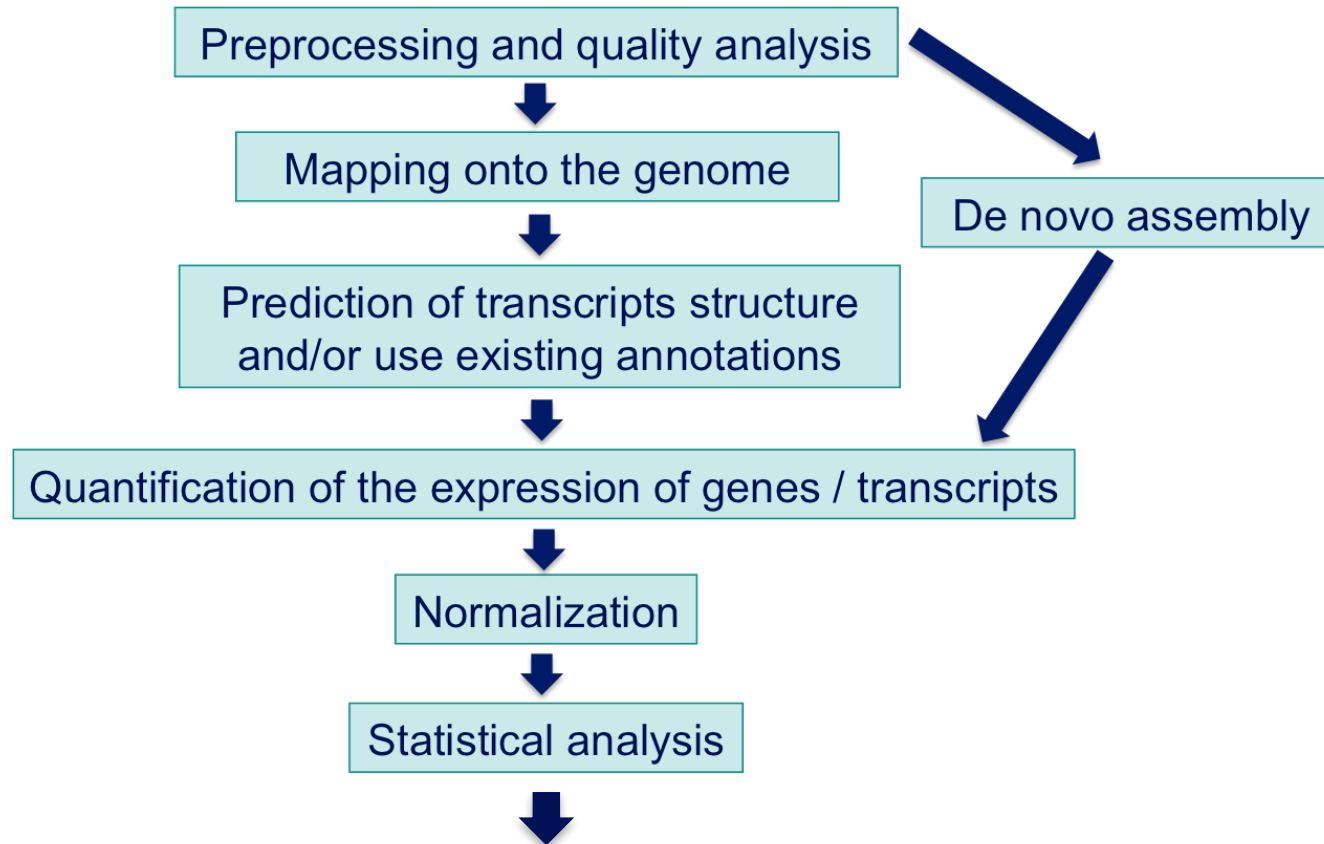 Preprocessing and quality analysis
Mapping onto the genome
De novo assembly
Prediction of transcripts structure
and/or use existing annotations
Quantification of the expression of genes / transcripts
Normalization
Statistical analysis